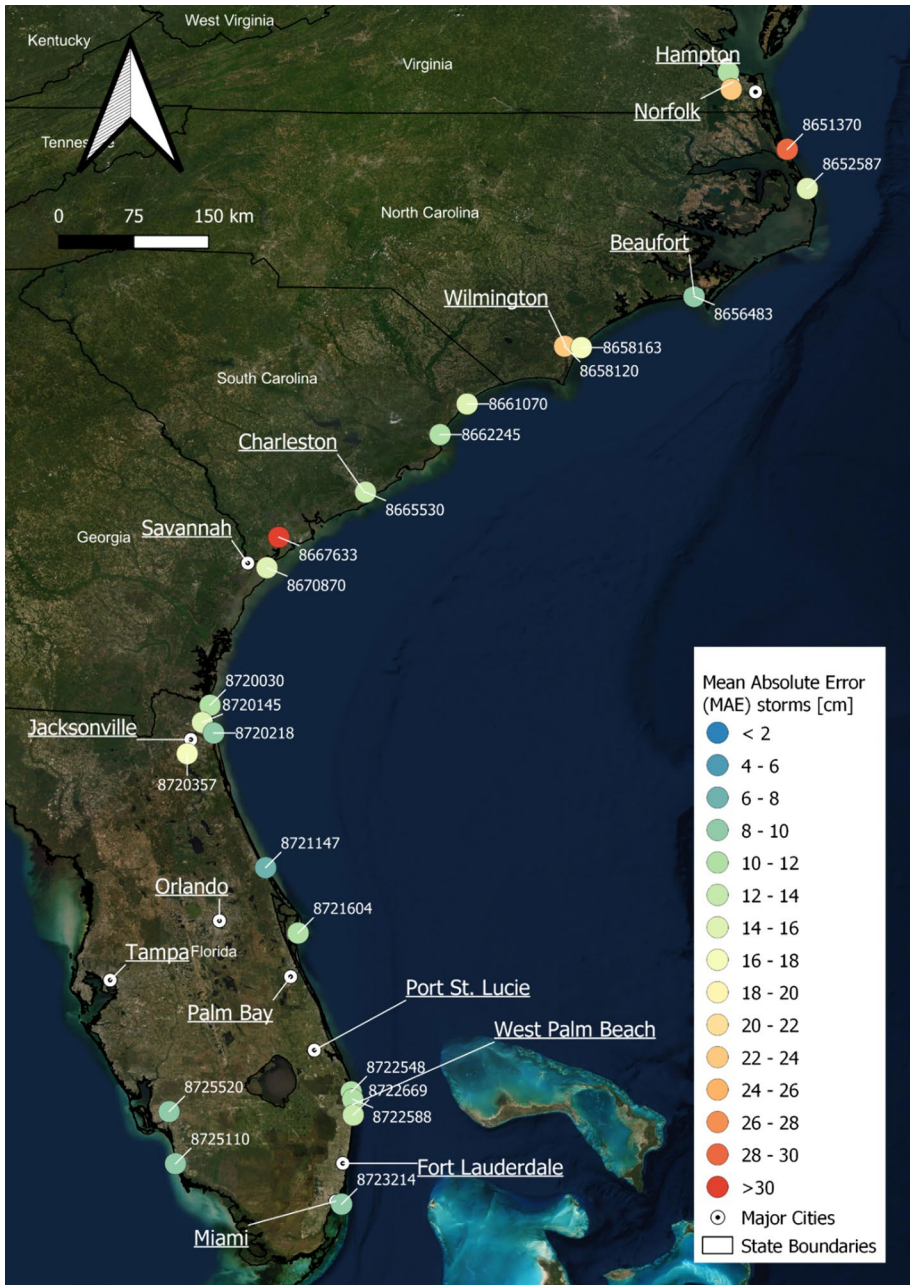 West Virginia
Kentucky
Virginia
Hampton
Norfolk
Tennessee
8651370
8652587
0 75 150 km
North Carolina
Beaufort
8656483
Wilmington
8658163
8658120
South Carolina
8661070
8662245
Charleston
8665530
Georgia
Savannah
8667633
8670870
8720030
8720145
Jacksonville
8720218
8720357
8721147
Orlando
8721604
Tampa
Florida
Palm Bay
Port St. Lucie
West Palm Beach
8722548
8725520
8722669
8722588
8725110
Fort Lauderdale
8723214
Miami
Mean Absolute Error
(MAE) storms [cm]
< 2
4 - 6
6 - 8
8 - 10
10 - 12
12 - 14
14 - 16
16 - 18
18 - 20
20 - 22
22 - 24
24 - 26
26 - 28
28 - 30
>30
Major Cities
State Boundaries